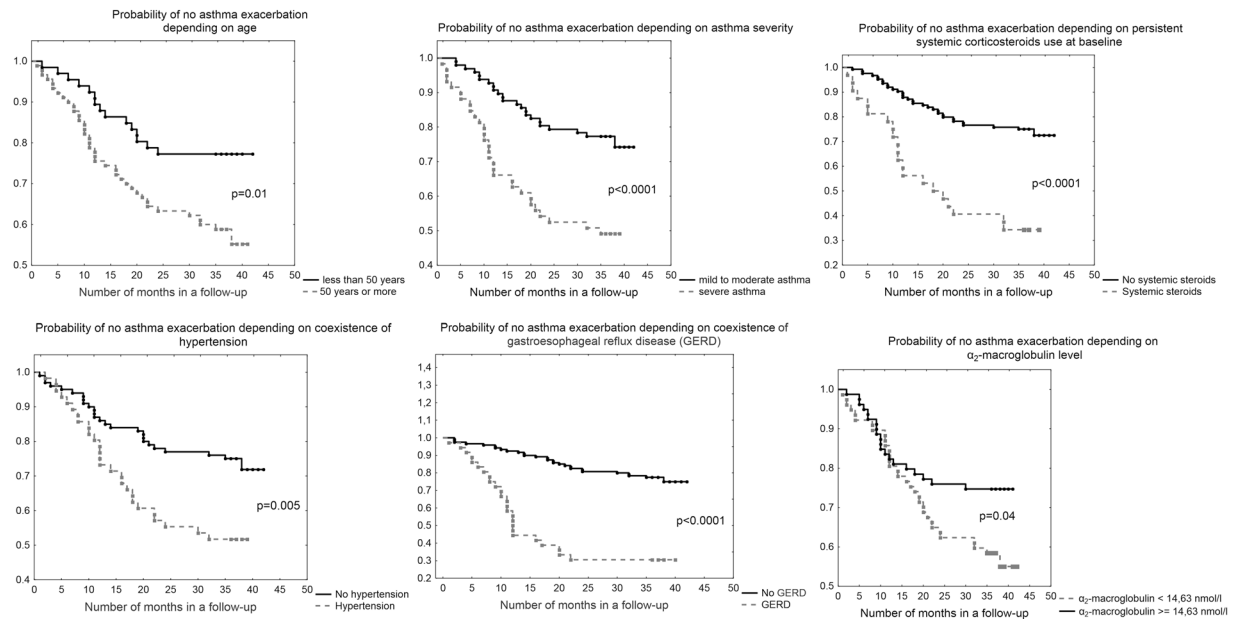 Probability of no asthma exacerbation
depending on age
1.0
0.9
0.8
0.7
0.6
0.5
p=0.01
0 5 10 15 20 25 30 35 40 45 50
Number of months in a follow-up
less than 50 years
50 years or more
Probability of no asthma exacerbation depending on asthma severity
1.0
0.9
0.8
0.7
0.6
0.5
0.4
p<0.0001
0 5 10 15 20 25 30 35 40 45 50
Number of months in a follow-up
mild to moderate asthma
severe asthma
Probability of no asthma exacerbation depending on persistent
systemic corticosteroids use at baseline
1.0
0.9
0.8
0.7
0.6
0.5
0.4
0.3
0.2
p<0.0001
0 5 10 15 20 25 30 35 40 45 50
Number of months in a follow-up
No systemic steroids
Systemic steroids
Probability of no asthma exacerbation depending on coexistence of
hypertension
1.0
0.9
0.8
0.7
0.6
0.5
0.4
p=0.005
0 5 10 15 20 25 30 35 40 45 50
Number of months in a follow-up
No hypertension
Hypertension
Probability of no asthma exacerbation depending on coexistence of
gastroesophageal reflux disease (GERD)
1,4
1,3
1,2
1.0
0.9
0.8
0.7
0.6
0.5
0.4
0.3
0.2
p<0.0001
0 5 10 15 20 25 30 35 40 45 50
Number of months in a follow-up
No GERD
GERD
Probability of no asthma exacerbation depending on
α₂-macroglobulin level
1.0
0.9
0.8
0.7
0.6
0.5
p=0.04
0 5 10 15 20 25 30 35 40 45 50
Number of months in a follow-up
α₂-macroglobulin < 14,63 nmol/l
α₂-macroglobulin >= 14,63 nmol/l